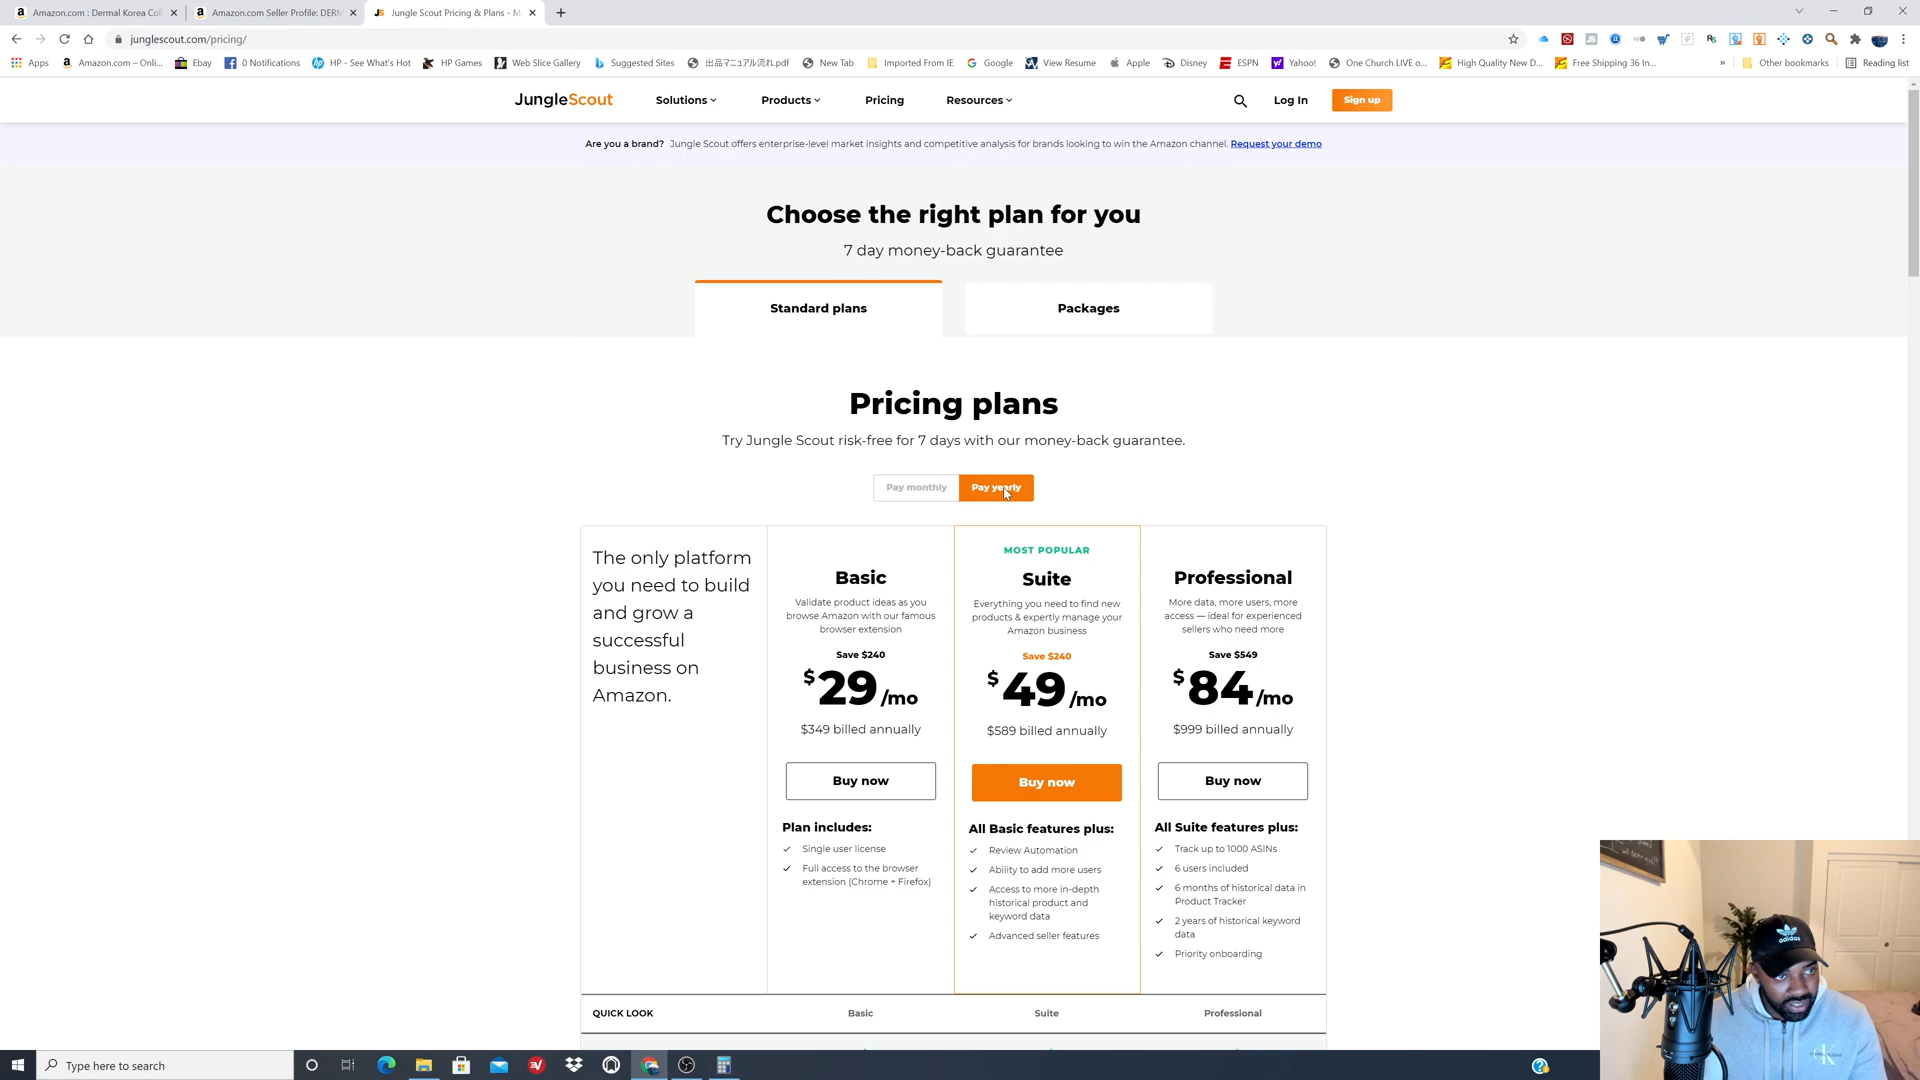 Amazon.com : Dermal Korea Coll
Amazon.com Seller Profile: DERM
Jungle Scout Pricing & Plans - M
junglescout.com/pricing/
Apps
Amazon.com – Onli...
Ebay
0 Notifications
HP - See What's Hot
HP Games
Web Slice Gallery
Suggested Sites
出品マニュアル流れ.pdf
New Tab
Imported From IE
Google
View Resume
Apple
Disney
ESPN
Yahoo!
One Church LIVE o...
High Quality New D...
Free Shipping 36 In...
»
Other bookmarks
Reading list
JungleScout
Solutions
Products
Pricing
Resources
Log In
Sign up
Are you a brand? Jungle Scout offers enterprise-level market insights and competitive analysis for brands looking to win the Amazon channel. Request your demo
Choose the right plan for you
7 day money-back guarantee
Standard plans
Packages
Pricing plans
Try Jungle Scout risk-free for 7 days with our money-back guarantee.
Pay monthly
Pay yearly
The only platform
you need to build
and grow a
successful
business on
Amazon.
Basic
Validate product ideas as you
browse Amazon with our famous
browser extension
Save $240
$29/mo
$349 billed annually
Buy now
Plan includes:
Single user license
Full access to the browser
extension (Chrome + Firefox)
MOST POPULAR
Suite
Everything you need to find new
products & expertly manage your
Amazon business
Save $240
$49/mo
$589 billed annually
Buy now
All Basic features plus:
Review Automation
Ability to add more users
Access to more in-depth
historical product and
keyword data
Advanced seller features
Professional
More data, more users, more
access — ideal for experienced
sellers who need more
Save $549
$84/mo
$999 billed annually
Buy now
All Suite features plus:
Track up to 1000 ASINs
6 users included
6 months of historical data in
Product Tracker
2 years of historical keyword
data
Priority onboarding
QUICK LOOK
Basic
Suite
Professional
Type here to search
adidas